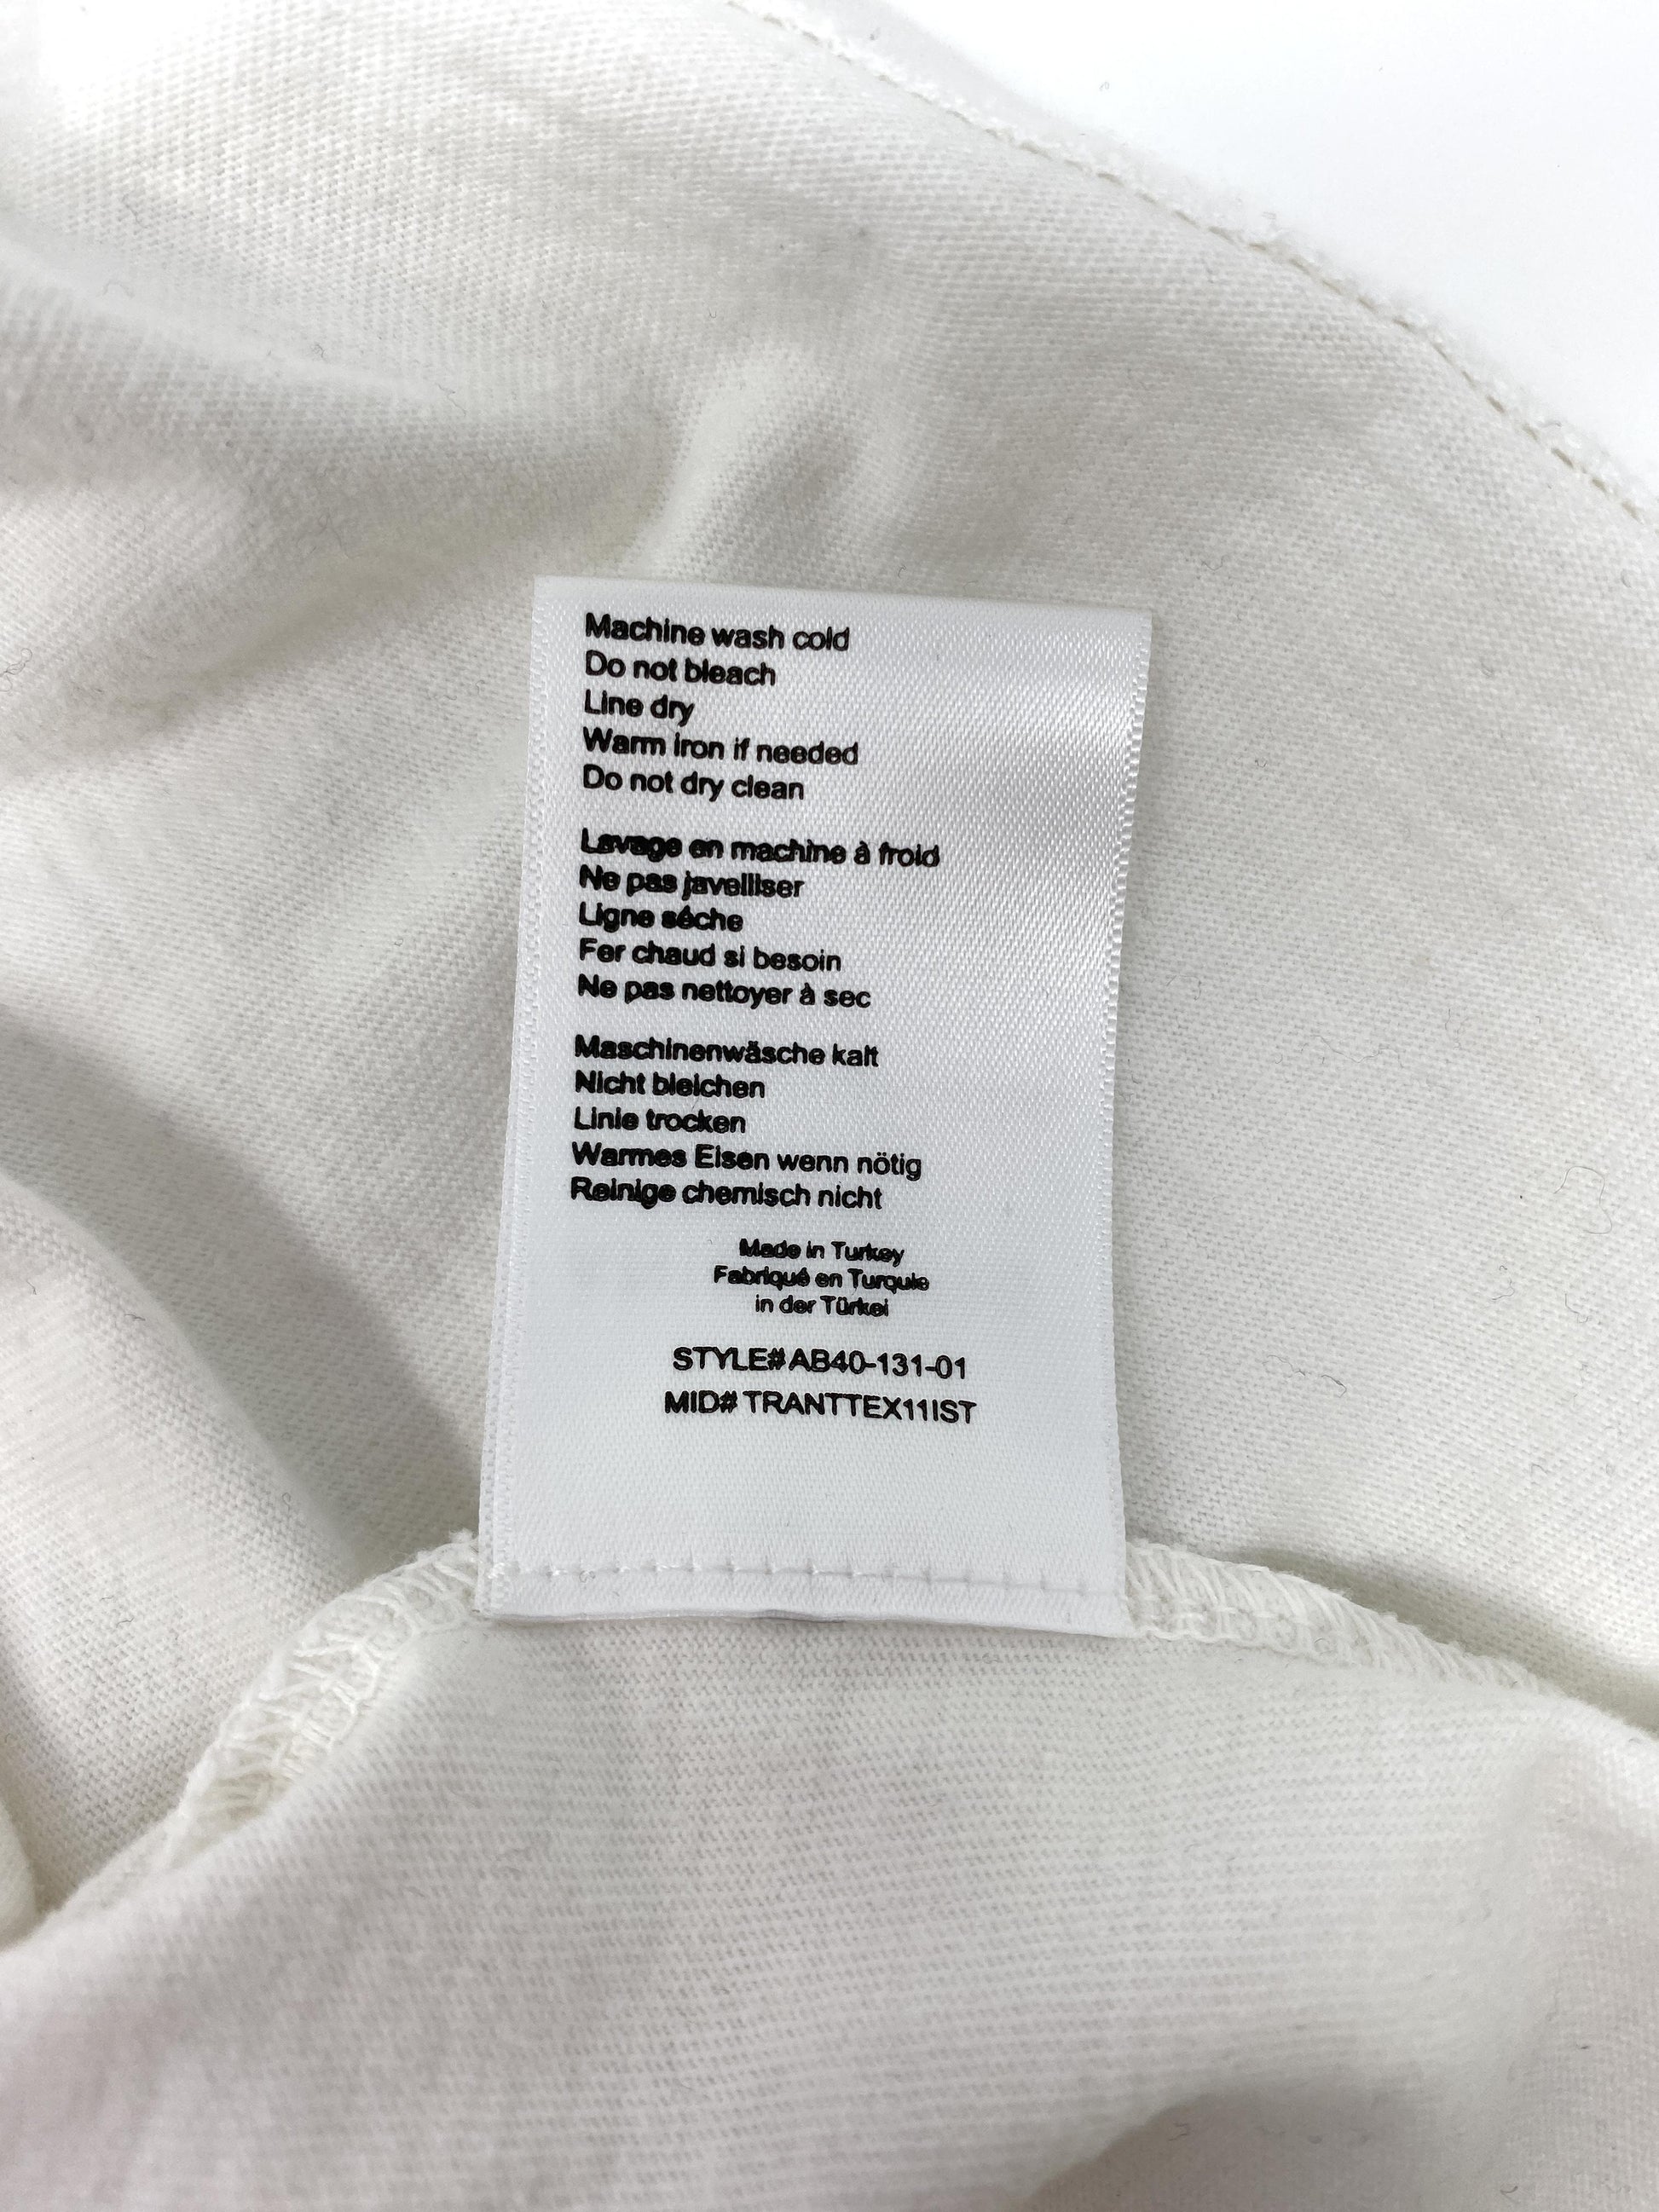 Machine wash cold
Do not bleach
Line dry
Warm iron if needed
Do not dry clean
Lavage en machine à froid
Ne pas javelliser
Ligne séche
Fer chaud si besoin
Ne pas nettoyer à sec
Maschinenwäsche kalt
Nicht bleichen
Linie trocken
Warmes Eisen wenn nötig
Reinige chemisch nicht
Made in Turkey
Fabriqué en Turquie
in der Türkei
STYLE# AB40-131-01
MID# TRANTTEX11IST